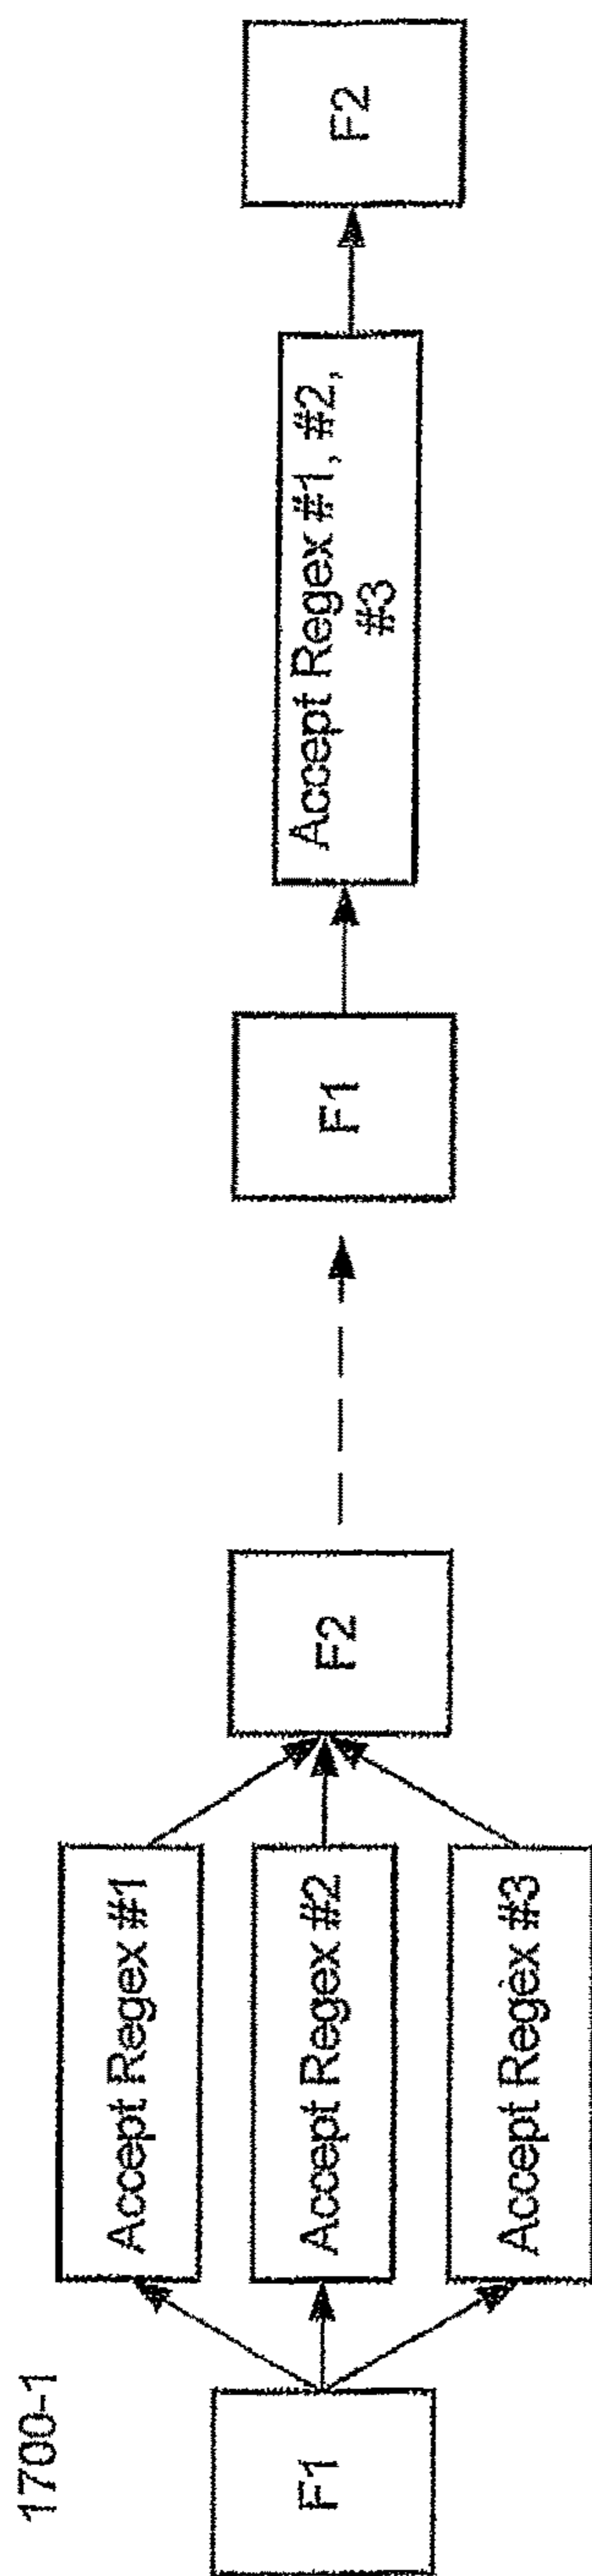 1700-1
F1
Accept Regex #1
Accept Regex #2
Accept Regex #3
F2
F1
Accept Regex #1, #2,
#3
F2